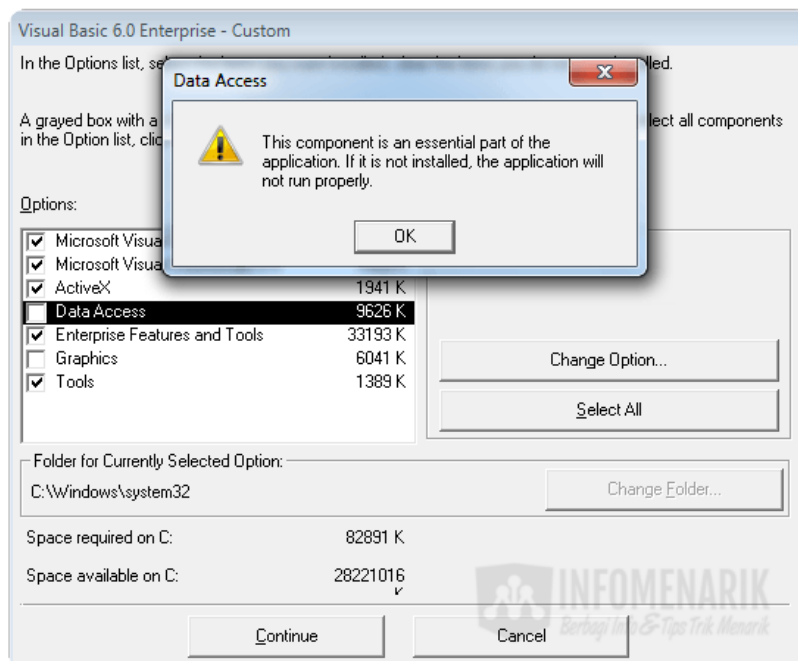 Visual Basic 6.0 Enterprise - Custom
In the Options list, se
lled.
Data Access
A grayed box with a
lect all components
in the Option list, clic
This component is an essential part of the
application. If it is not installed, the application will
not run properly.
OK
Options:
Microsoft Visua
Microsoft Visua
ActiveX 1941 K
Data Access 9626 K
Enterprise Features and Tools 33193 K
Graphics 6041 K
Tools 1389 K
Change Option...
Select All
Folder for Currently Selected Option:
C:\Windows\system32
Change Folder...
Space required on C: 82891 K
Space available on C: 28221016
K
INFOMENARIK
Berbagi Info & Tips Trik Menarik
Continue
Cancel